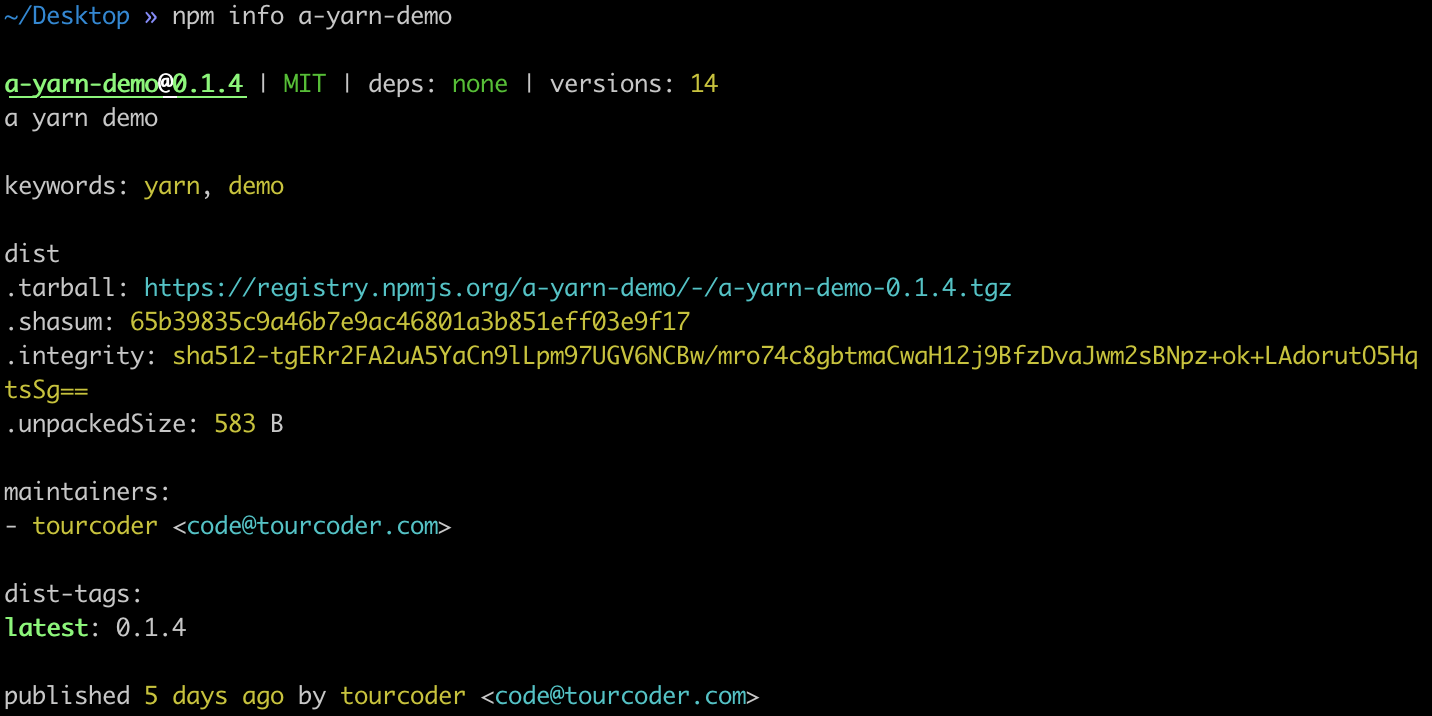 ~/Desktop » npm info a-yarn-demo
a-yarn-demo@0.1.4 | MIT | deps: none | versions: 14
a yarn demo
keywords: yarn, demo
dist
.tarball: https://registry.npmjs.org/a-yarn-demo/-/a-yarn-demo-0.1.4.tgz
.shasum: 65b39835c9a46b7e9ac46801a3b851eff03e9f17
.integrity: sha512-tgERr2FA2uA5YaCn9lLpm97UGV6NCBw/mro74c8gbtmaCwaH12j9BfzDvaJwm2sBNpz+ok+LAdorutO5Hq
tsSg==
.unpackedSize: 583 B
maintainers:
- tourcoder <code@tourcoder.com>
dist-tags:
latest: 0.1.4
published 5 days ago by tourcoder <code@tourcoder.com>